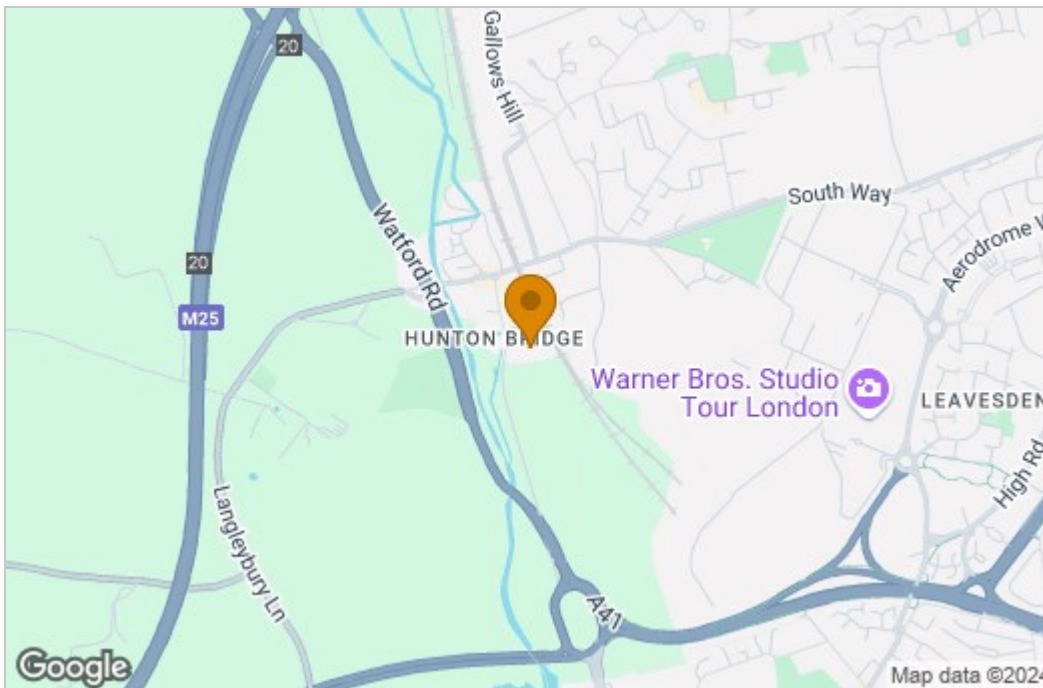 20
Gallows Hill
South Way
Aerodrome W
Watford Rd
20
M25
HUNTON BRIDGE
Warner Bros. Studio
Tour London
LEAVESDEN
High Rd
Langleybury Ln
A41
Google
Map data ©2024